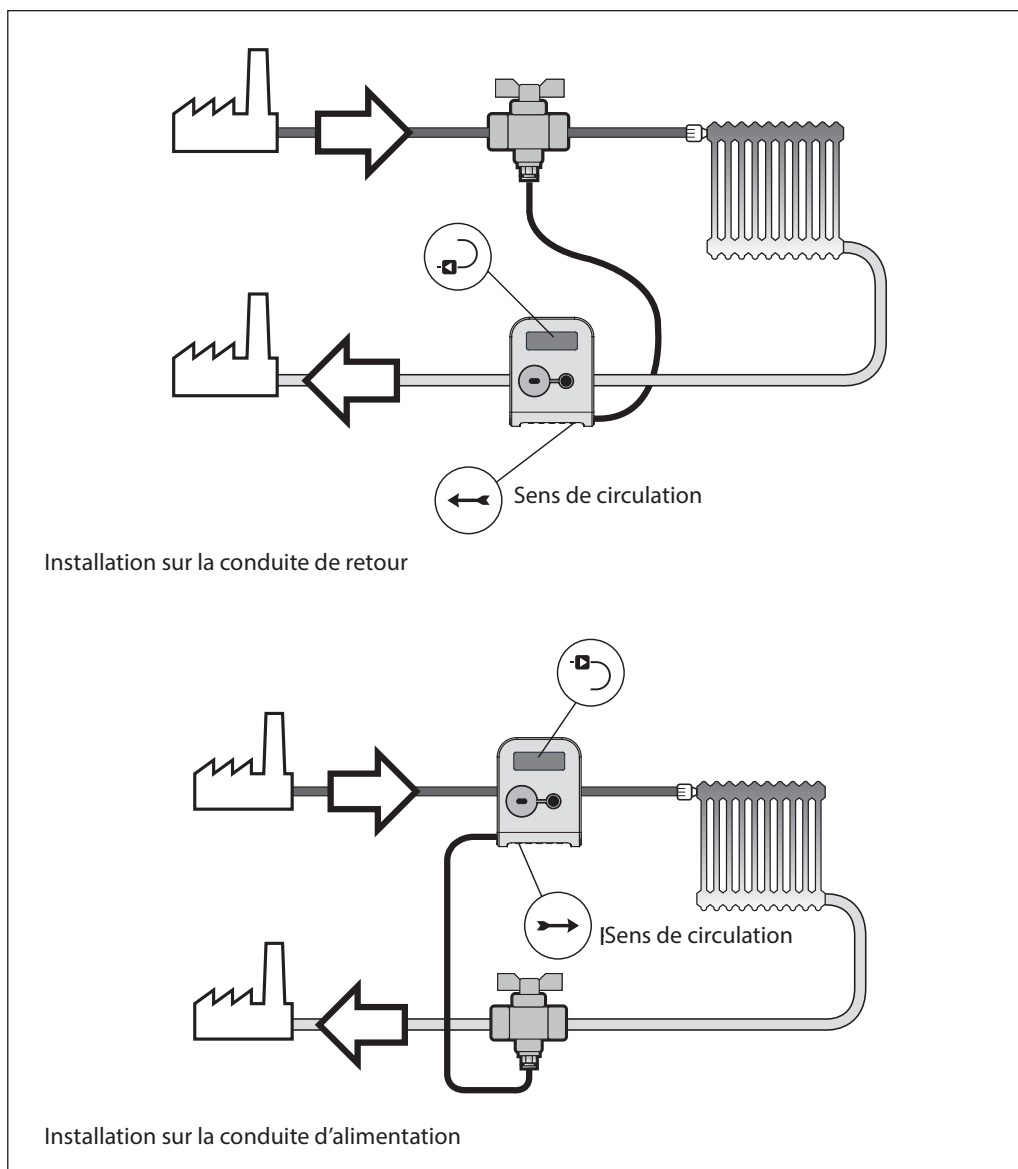 Sens de circulation
Installation sur la conduite de retour
Sens de circulation
Installation sur la conduite d’alimentation